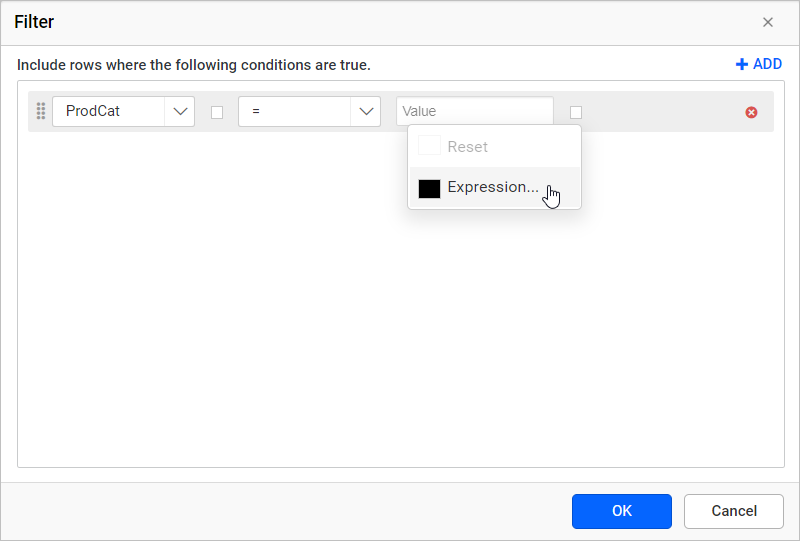 Filter
Include rows where the following conditions are true.
ADD
ProdCat
=
Value
Reset
Expression...
OK
Cancel